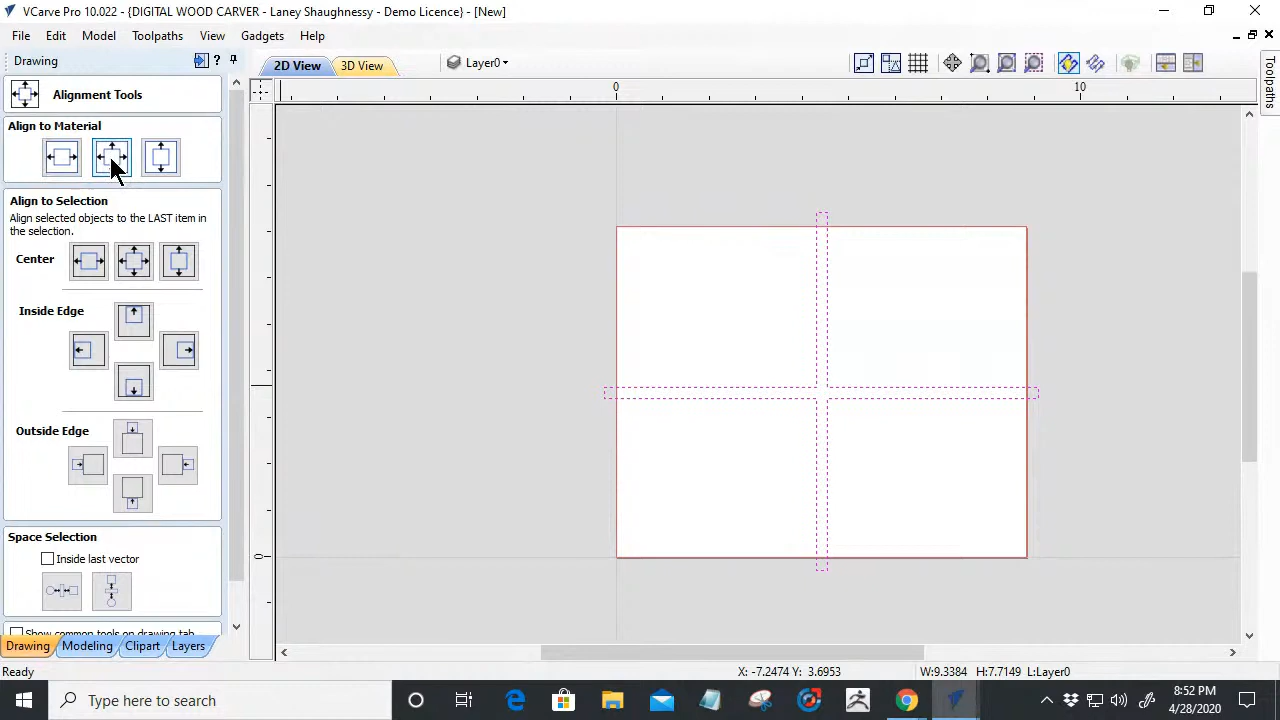 VCarve Pro 10.022 - {DIGITAL WOOD CARVER - Laney Shaughnessy - Demo Licence} - [New]
File Edit Model Toolpaths View Gadgets Help
Drawing
2D View 3D View Layer0
Alignment Tools
0 10
Align to Material
Align to Selection
Align selected objects to the LAST item in
the selection.
Center
Inside Edge
Outside Edge
Space Selection
Inside last vector
0
Show common tools on drawing tab
Drawing Modeling Clipart Layers
Toolpaths
Ready X: -7.2474 Y: 3.6953 W:9.3384 H:7.7149 L:Layer0
Type here to search
8:52 PM
4/28/2020